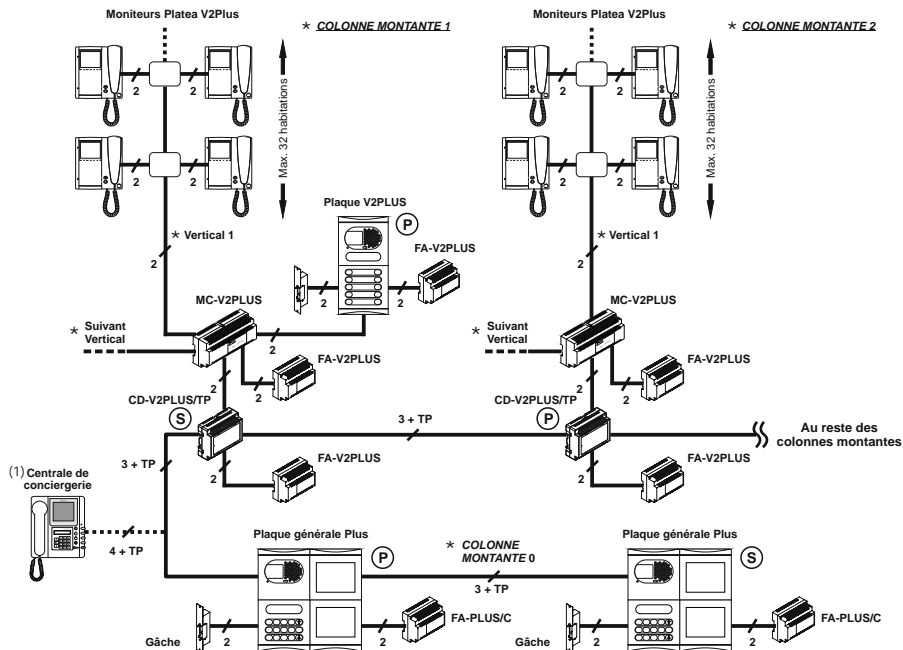 Moniteurs Platea V2Plus
* COLONNE MONTANTE 1
Moniteurs Platea V2Plus
* COLONNE MONTANTE 2
2
2
2
2
Max. 32 habitations
2
2
2
2
Max. 32 habitations
* Vertical 1
2
Plaque V2PLUS
P
FA-V2PLUS
2
2
* Vertical 1
2
MC-V2PLUS
* Suivant
Vertical
2
FA-V2PLUS
2
2
MC-V2PLUS
* Suivant
Vertical
FA-V2PLUS
2
2
CD-V2PLUS/TP
S
3 + TP
FA-V2PLUS
2
CD-V2PLUS/TP
P
FA-V2PLUS
2
Au reste des
colonnes montantes
3 + TP
(1) Centrale de
conciergerie
4 + TP
Plaque générale Plus
P
* COLONNE
MONTANTE 0
3 + TP
Plaque générale Plus
S
Gâche
2
2
FA-PLUS/C
Gâche
2
2
FA-PLUS/C